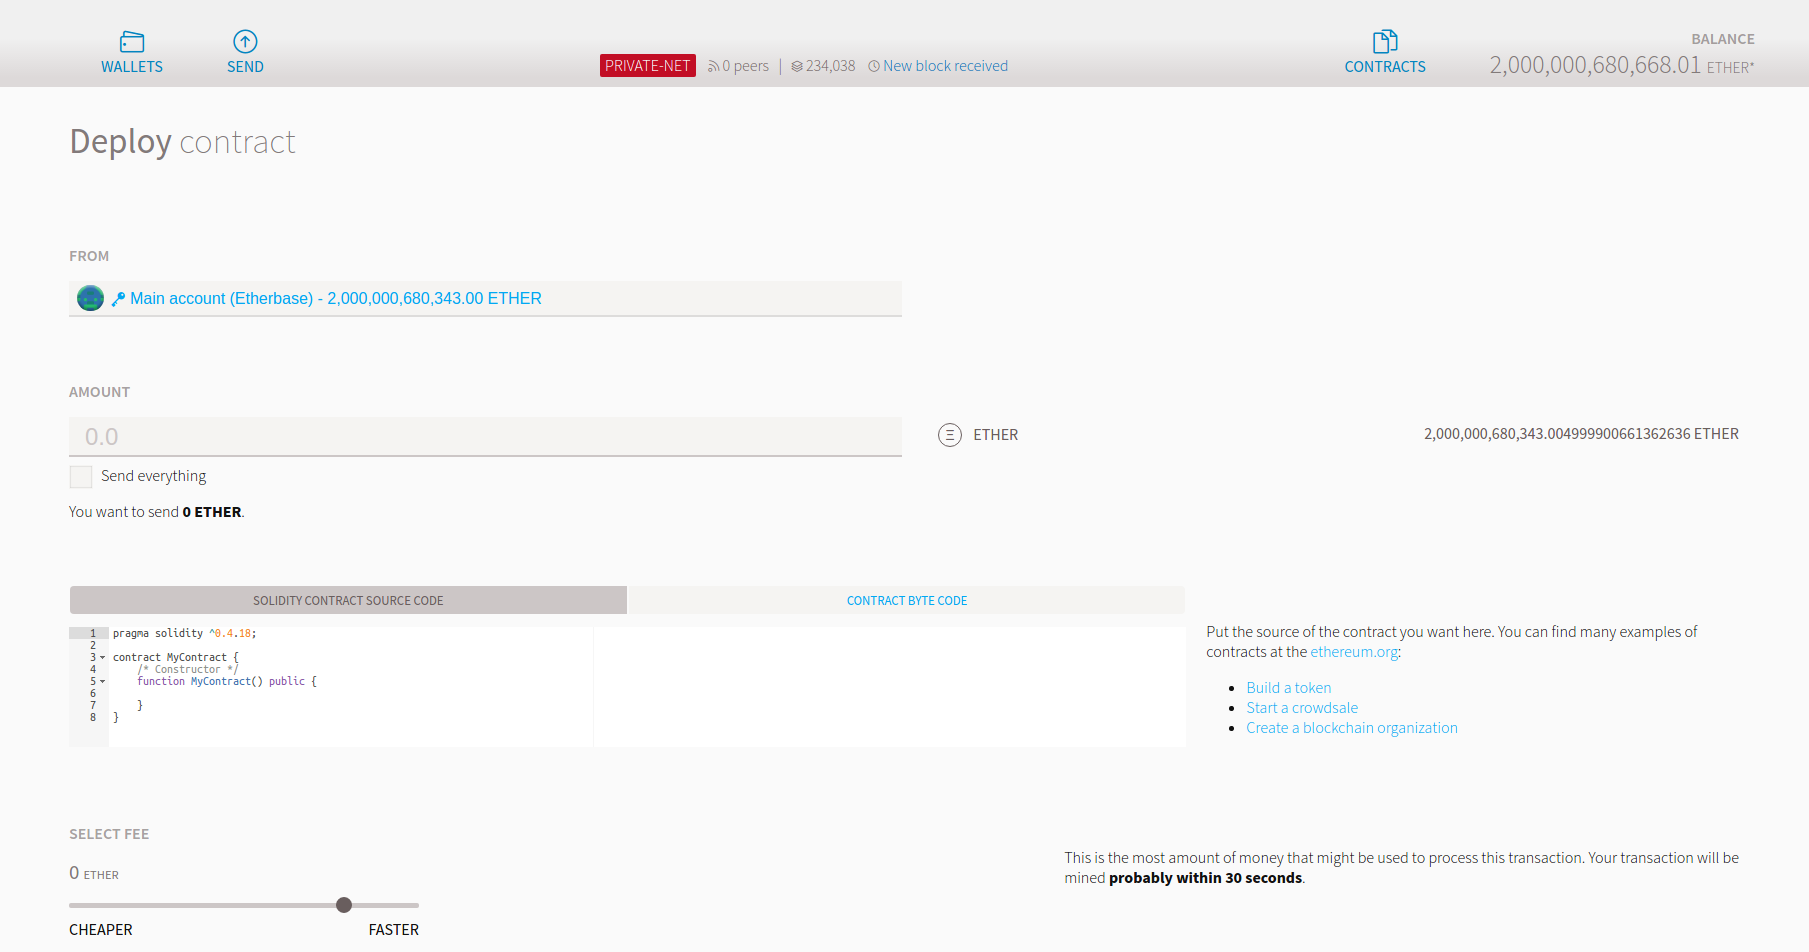 WALLETS
SEND
PRIVATE-NET 0 peers | 234,038 New block received
CONTRACTS
BALANCE
2,000,000,680,668.01 ETHER*
Deploy contract
FROM
Main account (Etherbase) - 2,000,000,680,343.00 ETHER
AMOUNT
0.0
ETHER
2,000,000,680,343.004999900661362636 ETHER
Send everything
You want to send 0 ETHER.
SOLIDITY CONTRACT SOURCE CODE
CONTRACT BYTE CODE
1 pragma solidity ^0.4.18;
2
3 contract MyContract {
4 /* Constructor */
5 function MyContract() public {
6
7 }
8 }
Put the source of the contract you want here. You can find many examples of
contracts at the ethereum.org:
• Build a token
• Start a crowdsale
• Create a blockchain organization
SELECT FEE
0 ETHER
CHEAPER
FASTER
This is the most amount of money that might be used to process this transaction. Your transaction will be
mined probably within 30 seconds.